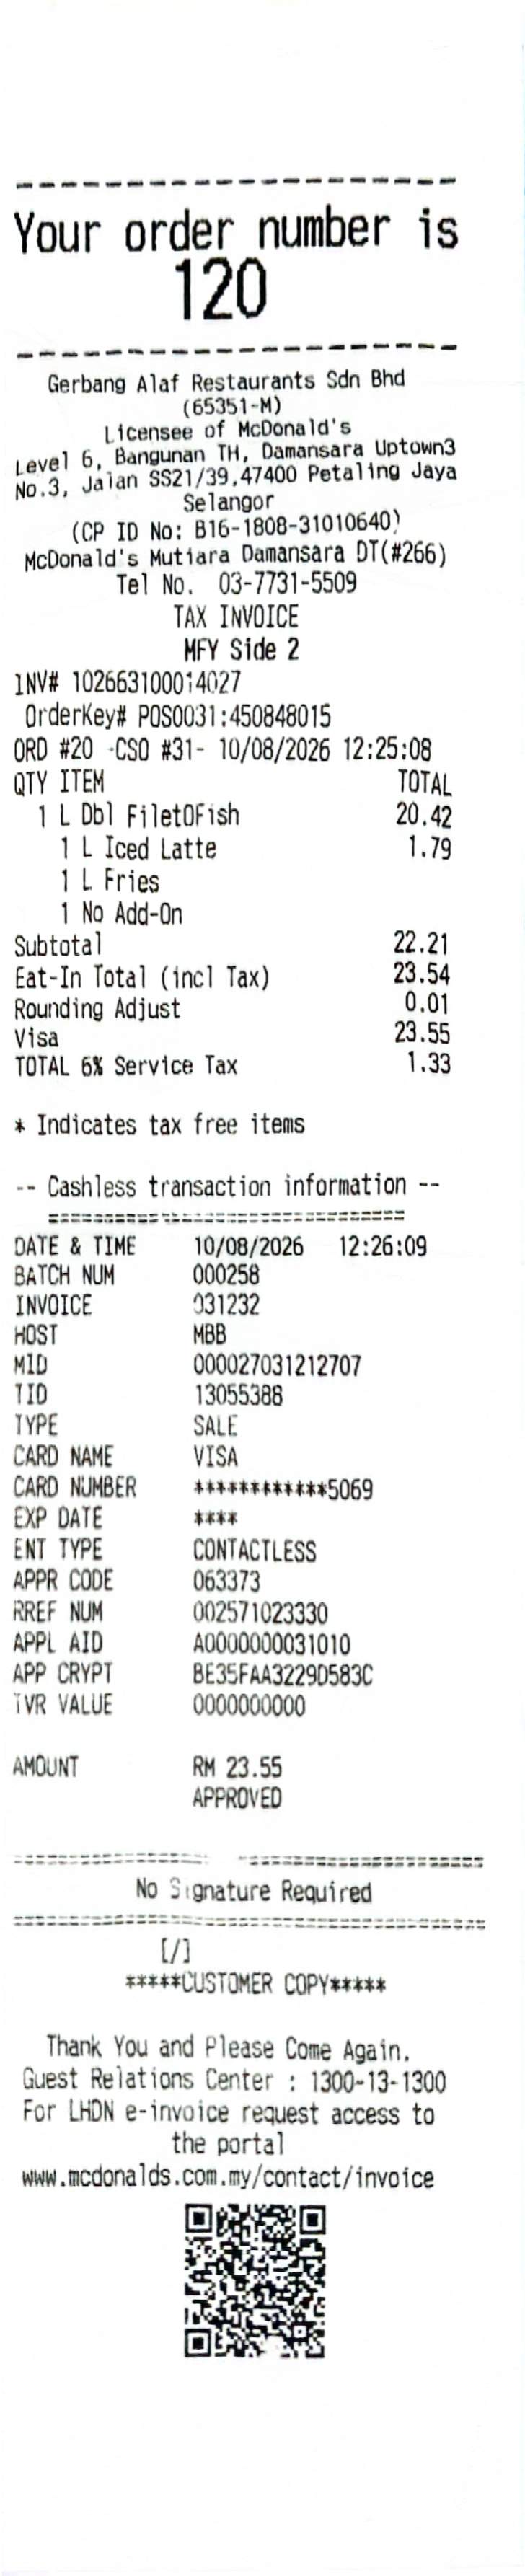 Your order number is
120
Gerbang Alaf Restaurants Sdn Bhd
(65351-M)
Licensee of McDonald's
Level 6, Bangunan TH, Damansara Uptown3
No.3, Jalan SS21/39,47400 Petaling Jaya
Selangor
(CP ID No: B16-1808-31010640)
McDonald's Mutiara Damansara DT(#266)
Tel No. 03-7731-5509
TAX INVOICE
MFY Side 2
INV# 102663100014027
OrderKey# POS0031:450848015
ORD #20 -CSO #31- 10/08/2026 12:25:08
QTY ITEM TOTAL
1 L Dbl FiletOFish 20.42
1 L Iced Latte 1.79
1 L Fries
1 No Add-On
Subtotal 22.21
Eat-In Total (incl Tax) 23.54
Rounding Adjust 0.01
Visa 23.55
TOTAL 6% Service Tax 1.33
* Indicates tax free items
-- Cashless transaction information --
==================================
DATE & TIME 10/08/2026 12:26:09
BATCH NUM 000258
INVOICE 031232
HOST MBB
MID 000027031212707
TID 13055388
TYPE SALE
CARD NAME VISA
CARD NUMBER ************5069
EXP DATE ****
ENT TYPE CONTACTLESS
APPR CODE 063373
RREF NUM 002571023330
APPL AID A0000000031010
APP CRYPT BE35FAA32290583C
TVR VALUE 0000000000
AMOUNT RM 23.55
APPROVED
No Signature Required
[/]
*****CUSTOMER COPY*****
Thank You and Please Come Again.
Guest Relations Center : 1300-13-1300
For LHDN e-invoice request access to
the portal
www.mcdonalds.com.my/contact/invoice